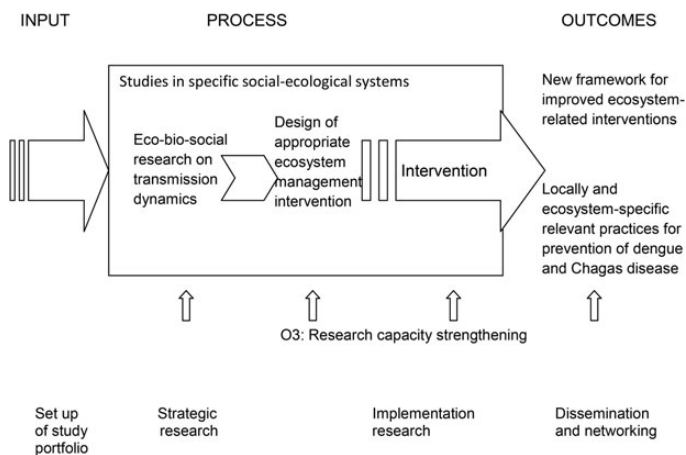 INPUT
PROCESS
OUTCOMES
Studies in specific social-ecological systems
Eco-bio-social
research on
transmission
dynamics
Design of
appropriate
ecosystem
management
intervention
Intervention
New framework for
improved ecosystem-
related interventions
Locally and
ecosystem-specific
relevant practices for
prevention of dengue
and Chagas disease
O3: Research capacity strengthening
Set up
of study
portfolio
Strategic
research
Implementation
research
Dissemination
and networking